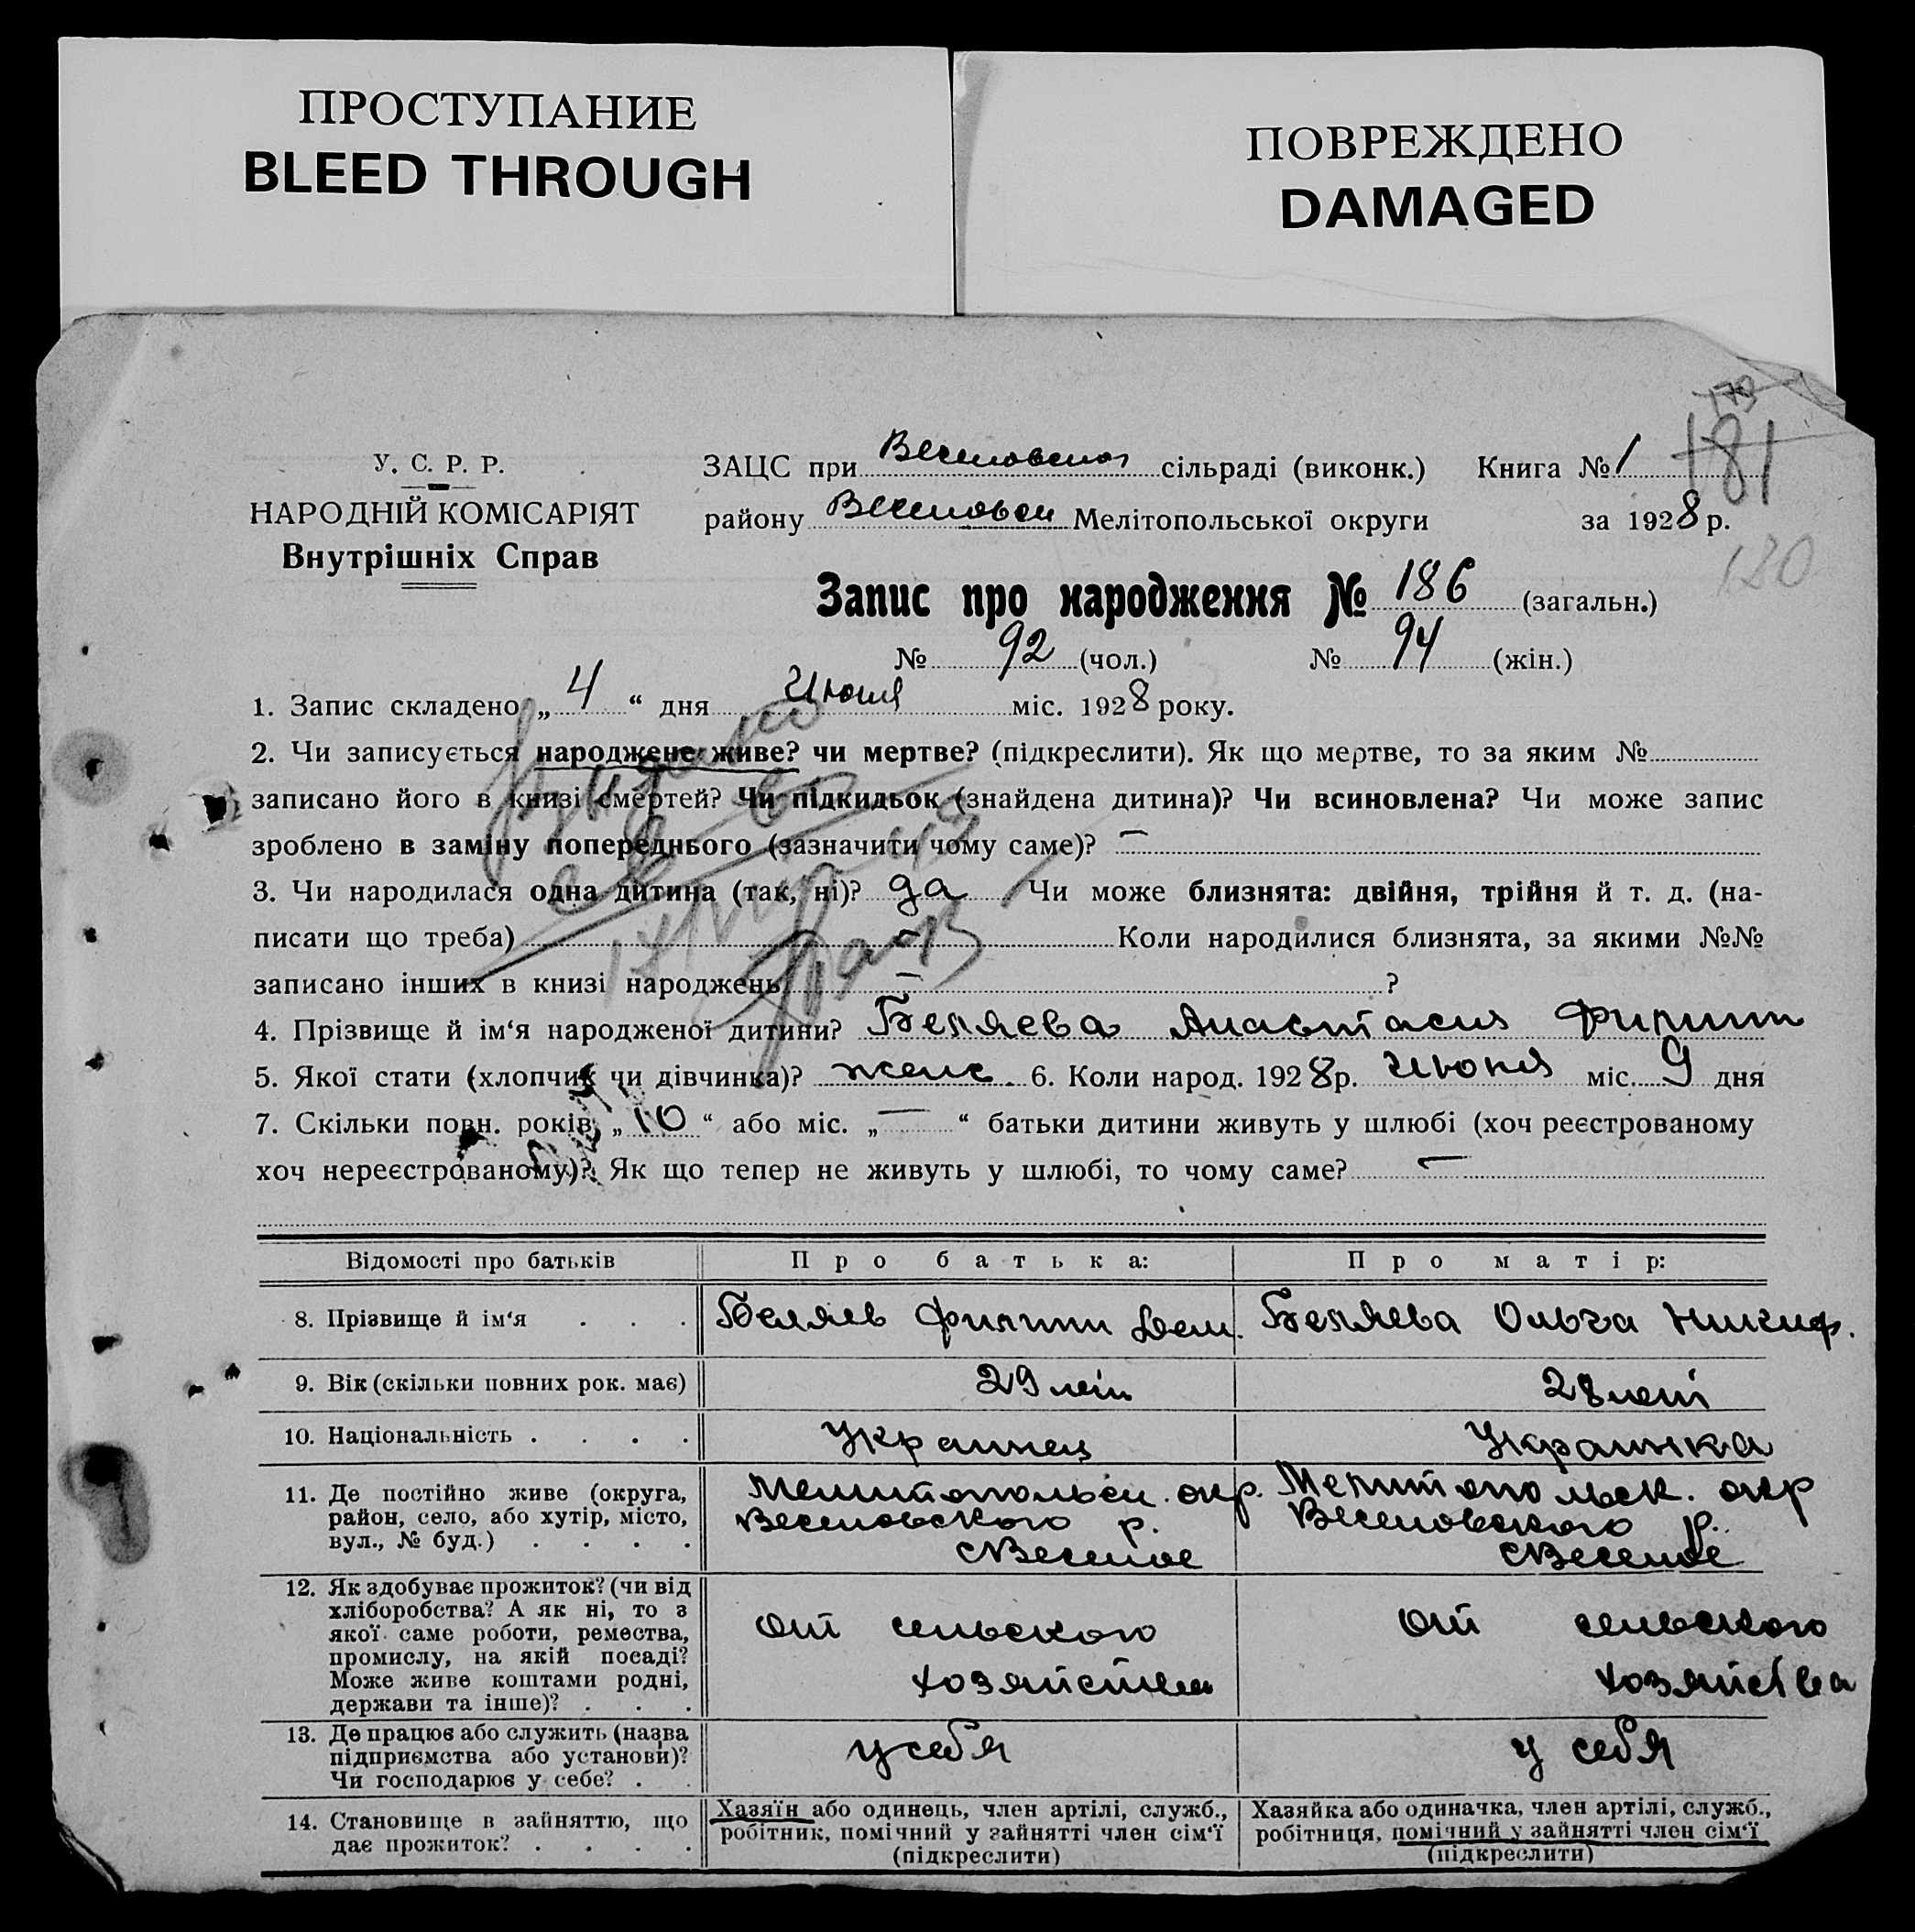 ПРОСТУПАНИЕ
BLEED THROUGH
ПОВРЕЖДЕНО
DAMAGED
179
181
У. С. Р. Р.
НАРОДНІЙ КОМІСАРІЯТ
Внутрішніх Справ
ЗАЦС при Веселовской сільраді (виконк.) Книга № 1
району Веселовск Мелітопольської округи за 1928 р.
180
Запис про народження № 186 (загальн.)
№ 92 (чол.) № 94 (жін.)
1. Запис складено „ 4 “ дня Июля міс. 1928 року.
2. Чи записується народжене живе? чи мертве? (підкреслити). Як що мертве, то за яким №
записано його в книзі смертей? Чи підкидьок (знайдена дитина)? Чи всиновлена? Чи може запис
зроблено в заміну попереднього (зазначити чому саме)? —
3. Чи народилася одна дитина (так, ні)? да Чи може близнята: двійня, трійня й т. д. (на-
писати що треба) — Коли народилися близнята, за якими №№
записано інших в книзі народжень — ?
4. Прізвище й ім‘я народженої дитини? Беляева Анастасия Филипп
5. Якої стати (хлопчик чи дівчинка)? женс 6. Коли народ. 1928 р. Июня міс. 9 дня
7. Скільки повн. років „ 10 “ або міс. „ — “ батьки дитини живуть у шлюбі (хоч реєстрованому
хоч нереєстрованому)? Як що тепер не живуть у шлюбі, то чому саме? —
Відомості про батьків Про батька: Про матір:
8. Прізвище й ім‘я . . . Беляев Филипп Дем. Беляева Ольга Никиф.
9. Вік (скільки повних рок. має) 29 лет 28 лет
10. Національність . . . . Украинец Украинка
11. Де постійно живе (округа, район, село, або хутір, місто, вул., № буд.) . . . .
Мелитопольск. окр. Веселовского р. с Веселое
Мелитопольск. окр Веселовского р. с Веселое
12. Як здобуває прожиток? (чи від хліборобства? А як ні, то з якої саме роботи, ремества, промислу, на якій посаді? Може живе коштами родні, держави та інше)? . . .
от сельского хозяйства
от сельского хозяйства
13. Де працює або служить (назва підприємства або установи)? Чи господарює у себе? . .
у себя
у себя
14. Становище в зайняттю, що дає прожиток? . . . .
Хазяїн або одинець, член артілі, служб., робітник, помічний у зайнятті член сім‘ї (підкреслити)
Хазяйка або одиначка, член артілі, служб., робітниця, помічний у зайнятті член сім‘ї (підкреслити)